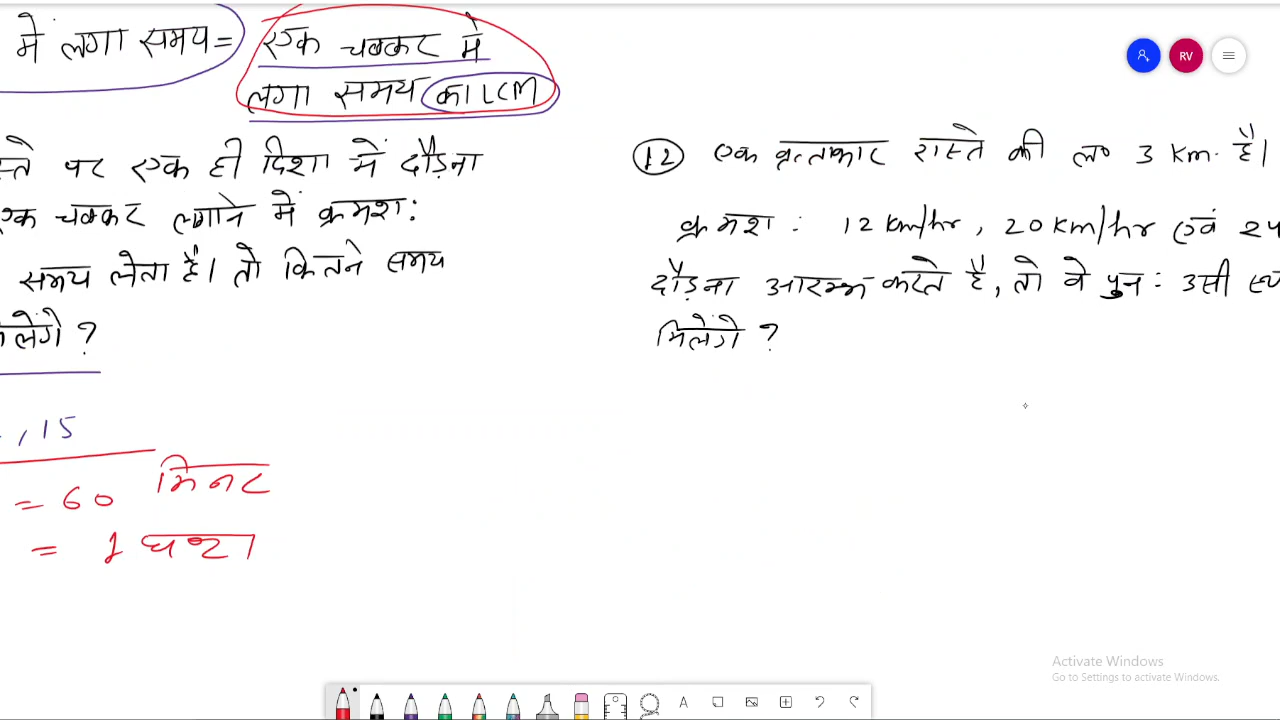 में लगा समय = एक चक्कर में
लगा समय का LCM
स्ते पर एक ही दिशा में दौड़ना
एक चक्कर लगाने में क्रमश:
समय लेता है। तो कितने समय
मिलेंगे ?
, 15
= 60 मिनट
= 1 घण्टा
RV
12 एक वृत्ताकार रास्ते की ल० 3 Km. है।
क्रमश : 12 Km/hr, 20 Km/hr एवं 24
दौड़ना आरम्भ करते है, तो वे पुन: उसी
मिलेंगे ?
Activate Windows
Go to Settings to activate Windows.
A